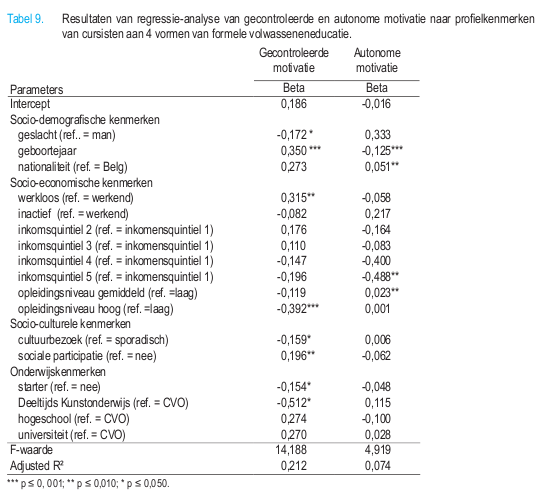 Tabel 9. Resultaten van regressie-analyse van gecontroleerde en autonome motivatie naar profielkenmerken
van cursisten aan 4 vormen van formele volwasseneneducatie.
Gecontroleerde motivatie Autonome motivatie
Parameters Beta Beta
Intercept 0,186 -0,016
Socio-demografische kenmerken
geslacht (ref.. = man) -0,172 * 0,333
geboortejaar 0,350 *** -0,125***
nationaliteit (ref. = Belg) 0,273 0,051**
Socio-economische kenmerken
werkloos (ref. = werkend) 0,315** -0,058
inactief (ref. = werkend) -0,082 0,217
inkomsquintiel 2 (ref. = inkomensquintiel 1) 0,176 -0,164
inkomsquintiel 3 (ref. = inkomensquintiel 1) 0,110 -0,083
inkomsquintiel 4 (ref. = inkomensquintiel 1) -0,147 -0,400
inkomsquintiel 5 (ref. = inkomensquintiel 1) -0,196 -0,488**
opleidingsniveau gemiddeld (ref. =laag) -0,119 0,023**
opleidingsniveau hoog (ref. =laag) -0,392*** 0,001
Socio-culturele kenmerken
cultuurbezoek (ref. = sporadisch) -0,159* 0,006
sociale participatie (ref. = nee) 0,196** -0,062
Onderwijskenmerken
starter (ref. = nee) -0,154* -0,048
Deeltijds Kunstonderwijs (ref. = CVO) -0,512* 0,115
hogeschool (ref. = CVO) 0,274 -0,100
universiteit (ref. = CVO) 0,270 0,028
F-waarde 14,188 4,919
Adjusted R² 0,212 0,074
*** p ≤ 0, 001; ** p ≤ 0,010; * p ≤ 0,050.